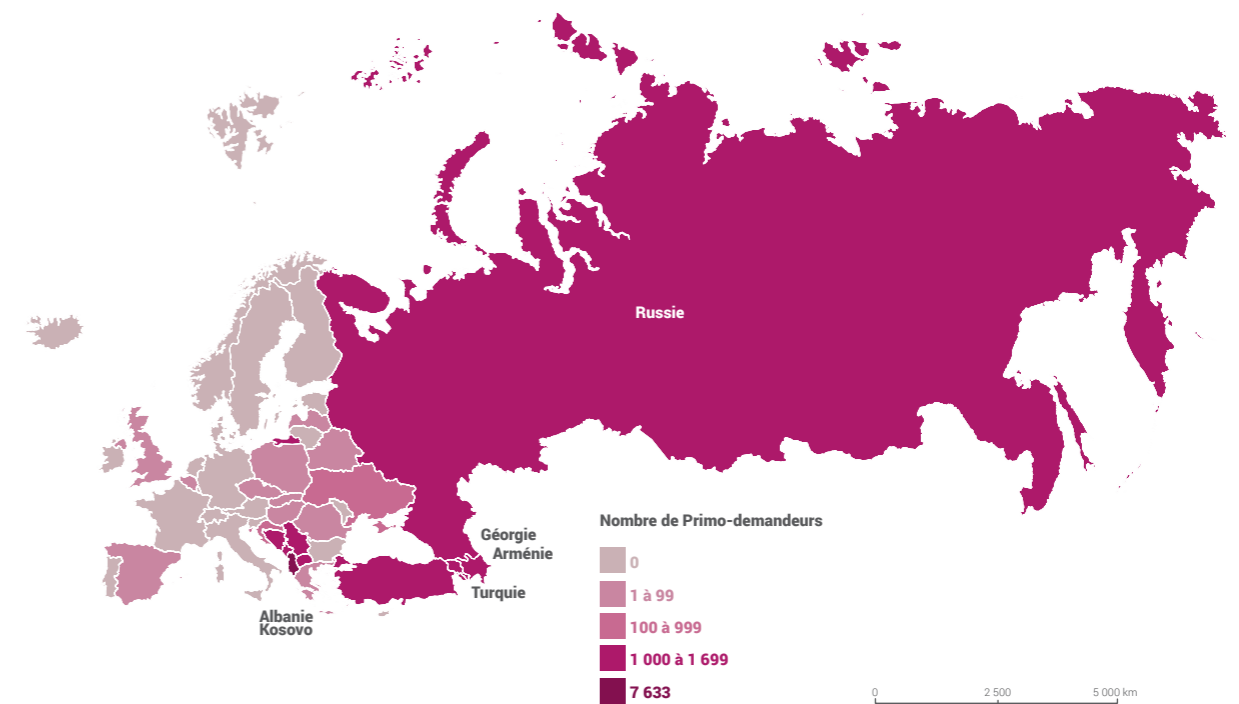 Russie
Géorgie
Arménie
Turquie
Albanie
Kosovo
Nombre de Primo-demandeurs
0
1 à 99
100 à 999
1 000 à 1 699
7 633
0 2 500 5 000 km